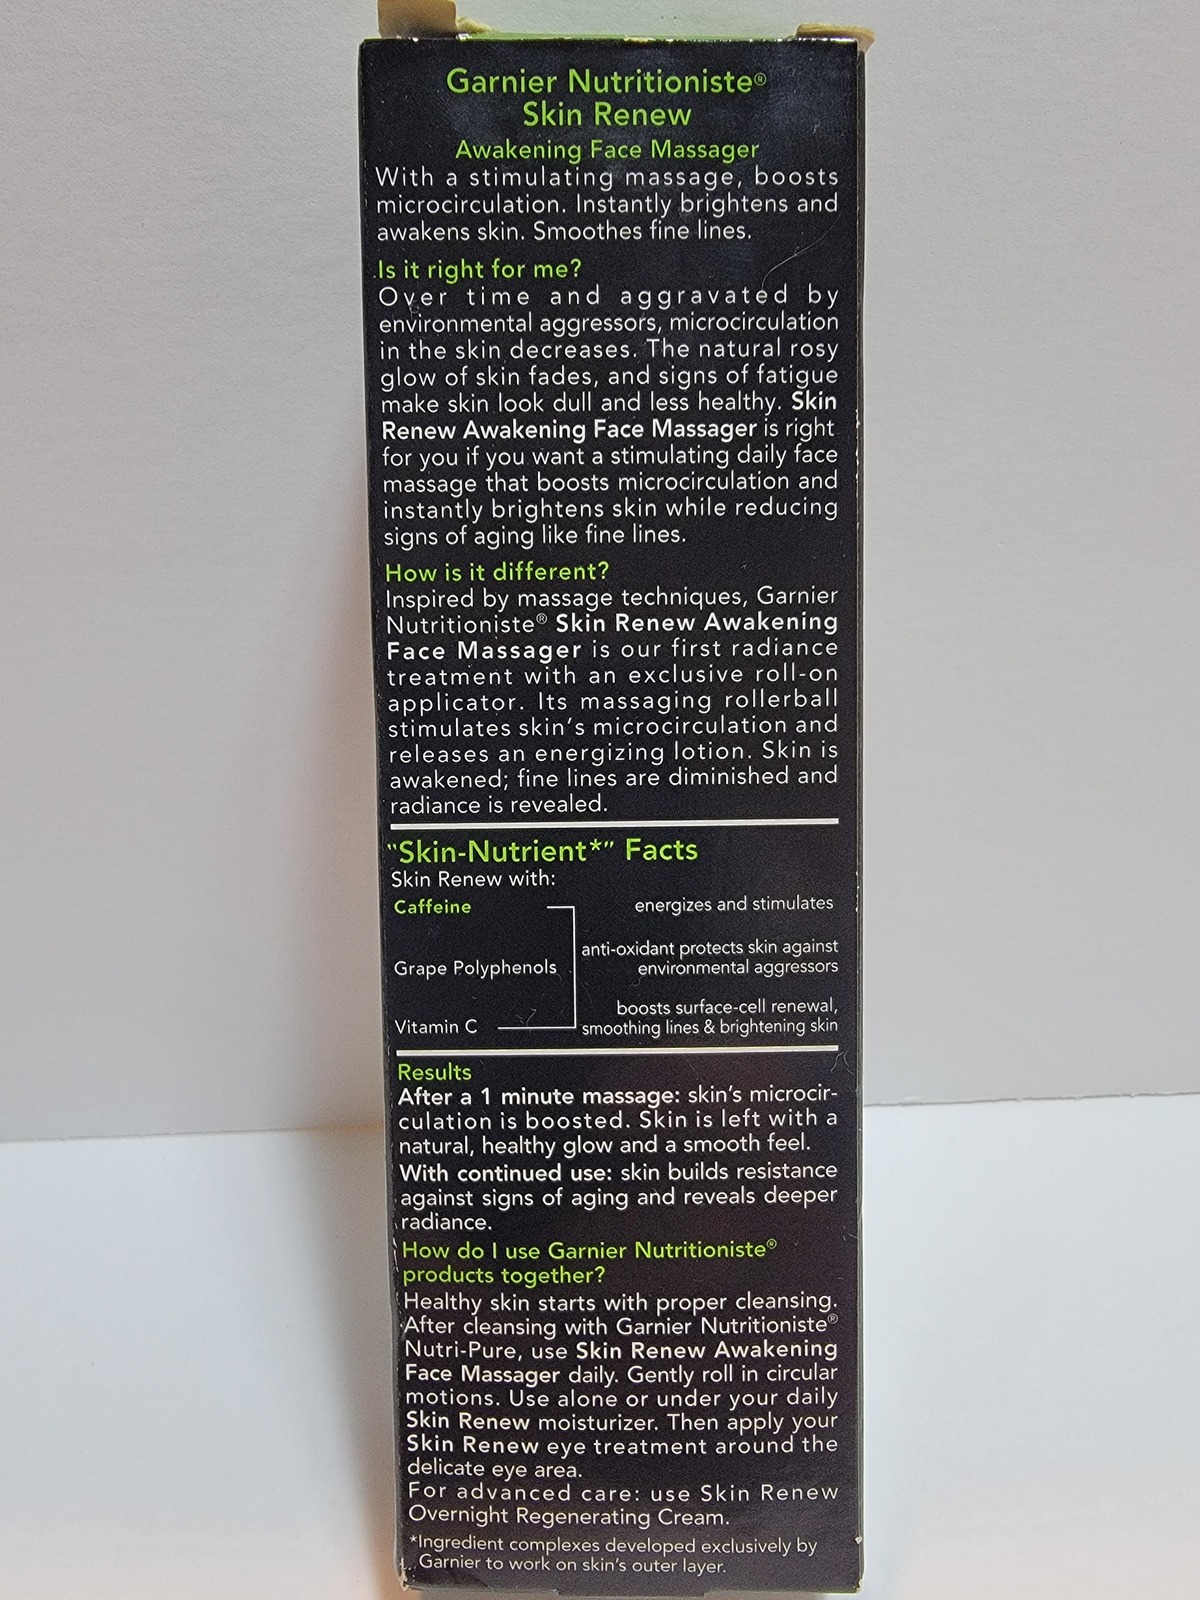 Garnier Nutritioniste®
Skin Renew
Awakening Face Massager
With a stimulating massage, boosts
microcirculation. Instantly brightens and
awakens skin. Smoothes fine lines.
Is it right for me?
Over time and aggravated by
environmental aggressors, microcirculation
in the skin decreases. The natural rosy
glow of skin fades, and signs of fatigue
make skin look dull and less healthy. Skin
Renew Awakening Face Massager is right
for you if you want a stimulating daily face
massage that boosts microcirculation and
instantly brightens skin while reducing
signs of aging like fine lines.
How is it different?
Inspired by massage techniques, Garnier
Nutritioniste® Skin Renew Awakening
Face Massager is our first radiance
treatment with an exclusive roll-on
applicator. Its massaging rollerball
stimulates skin's microcirculation and
releases an energizing lotion. Skin is
awakened; fine lines are diminished and
radiance is revealed.
"Skin-Nutrient*" Facts
Skin Renew with:
Caffeine energizes and stimulates
anti-oxidant protects skin against
Grape Polyphenols environmental aggressors
boosts surface-cell renewal,
Vitamin C smoothing lines & brightening skin
Results
After a 1 minute massage: skin's microcir-
culation is boosted. Skin is left with a
natural, healthy glow and a smooth feel.
With continued use: skin builds resistance
against signs of aging and reveals deeper
radiance.
How do I use Garnier Nutritioniste®
products together?
Healthy skin starts with proper cleansing.
After cleansing with Garnier Nutritioniste®
Nutri-Pure, use Skin Renew Awakening
Face Massager daily. Gently roll in circular
motions. Use alone or under your daily
Skin Renew moisturizer. Then apply your
Skin Renew eye treatment around the
delicate eye area.
For advanced care: use Skin Renew
Overnight Regenerating Cream.
*Ingredient complexes developed exclusively by
Garnier to work on skin's outer layer.